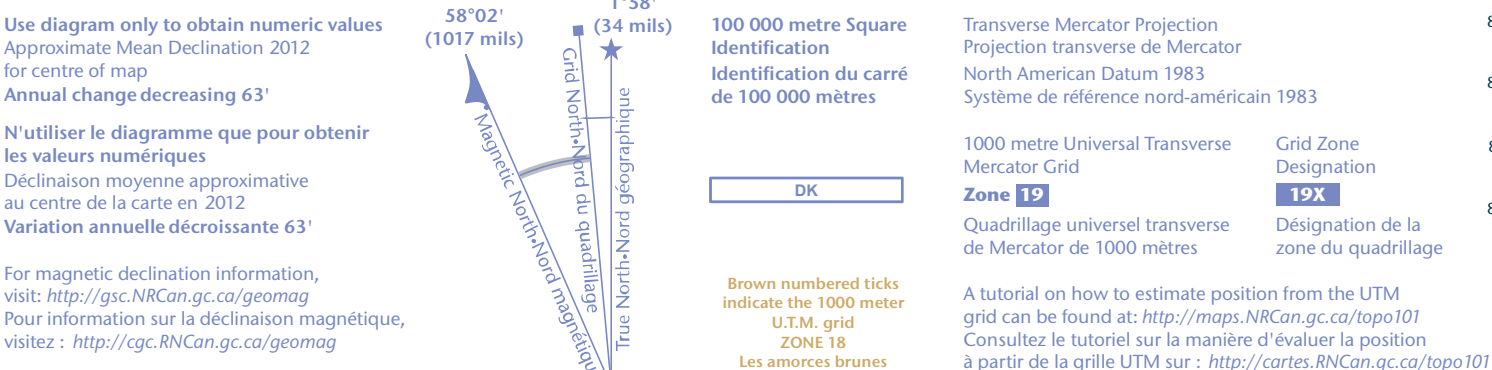 Use diagram only to obtain numeric values
Approximate Mean Declination 2012
for centre of map
Annual change decreasing 63'
N'utiliser le diagramme que pour obtenir
les valeurs numériques
Déclinaison moyenne approximative
au centre de la carte en 2012
Variation annuelle décroissante 63'
For magnetic declination information,
visit: http://gsc.NRCan.gc.ca/geomag
Pour information sur la déclinaison magnétique,
visitez : http://cgc.RNCan.gc.ca/geomag
58°02'
(1017 mils)
1°58'
(34 mils)
Magnetic North•Nord magnétiqu
Grid North•Nord du quadrillage
True North•Nord géographique
100 000 metre Square
Identification
Identification du carré
de 100 000 mètres
DK
Brown numbered ticks
indicate the 1000 meter
U.T.M. grid
ZONE 18
Les amorces brunes
Transverse Mercator Projection
Projection transverse de Mercator
North American Datum 1983
Système de référence nord-américain 1983
1000 metre Universal Transverse
Mercator Grid
Zone 19
Quadrillage universel transverse
de Mercator de 1000 mètres
Grid Zone
Designation
19X
Désignation de la
zone du quadrillage
A tutorial on how to estimate position from the UTM
grid can be found at: http://maps.NRCan.gc.ca/topo101
Consultez le tutoriel sur la manière d'évaluer la position
à partir de la grille UTM sur : http://cartes.RNCan.gc.ca/topo101